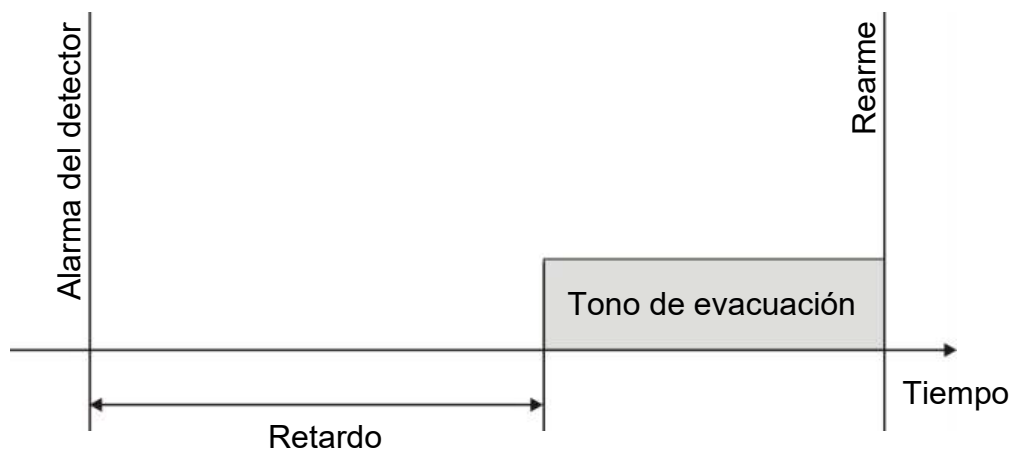 Alarma del detector
Rearme
Tono de evacuación
Tiempo
Retardo